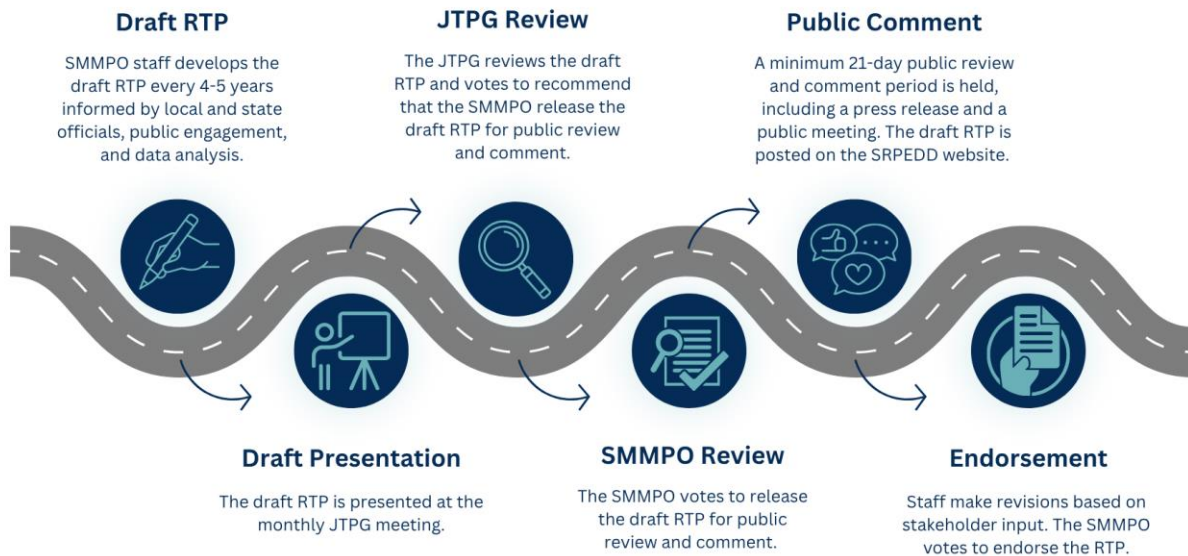 Draft RTP
SMMPO staff develops the
draft RTP every 4-5 years
informed by local and state
officials, public engagement,
and data analysis.
Draft Presentation
The draft RTP is presented at the
monthly JTPG meeting.
JTPG Review
The JTPG reviews the draft
RTP and votes to recommend
that the SMMPO release the
draft RTP for public review
and comment.
SMMPO Review
The SMMPO votes to release
the draft RTP for public
review and comment.
Public Comment
A minimum 21-day public review
and comment period is held,
including a press release and a
public meeting. The draft RTP is
posted on the SRPEDD website.
Endorsement
Staff make revisions based on
stakeholder input. The SMMPO
votes to endorse the RTP.